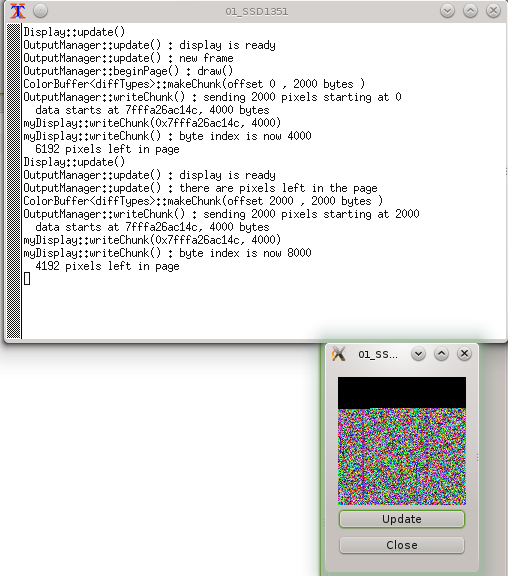 01_SSD1351
Display::update()
OutputManager::update() : display is ready
OutputManager::update() : new frame
OutputManager::beginPage() : draw()
ColorBuffer<diffTypes>::makeChunk(offset 0 , 2000 bytes )
OutputManager::writeChunk() : sending 2000 pixels starting at 0
  data starts at 7fffa26ac14c, 4000 bytes
myDisplay::writeChunk(0x7fffa26ac14c, 4000)
myDisplay::writeChunk() : byte index is now 4000
  6192 pixels left in page
Display::update()
OutputManager::update() : display is ready
OutputManager::update() : there are pixels left in the page
ColorBuffer<diffTypes>::makeChunk(offset 2000 , 2000 bytes )
OutputManager::writeChunk() : sending 2000 pixels starting at 2000
  data starts at 7fffa26ac14c, 4000 bytes
myDisplay::writeChunk(0x7fffa26ac14c, 4000)
myDisplay::writeChunk() : byte index is now 8000
  4192 pixels left in page
01_SS...
Update
Close